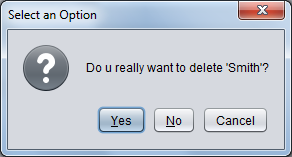 Select an Option
Do u really want to delete 'Smith'?
Yes No Cancel